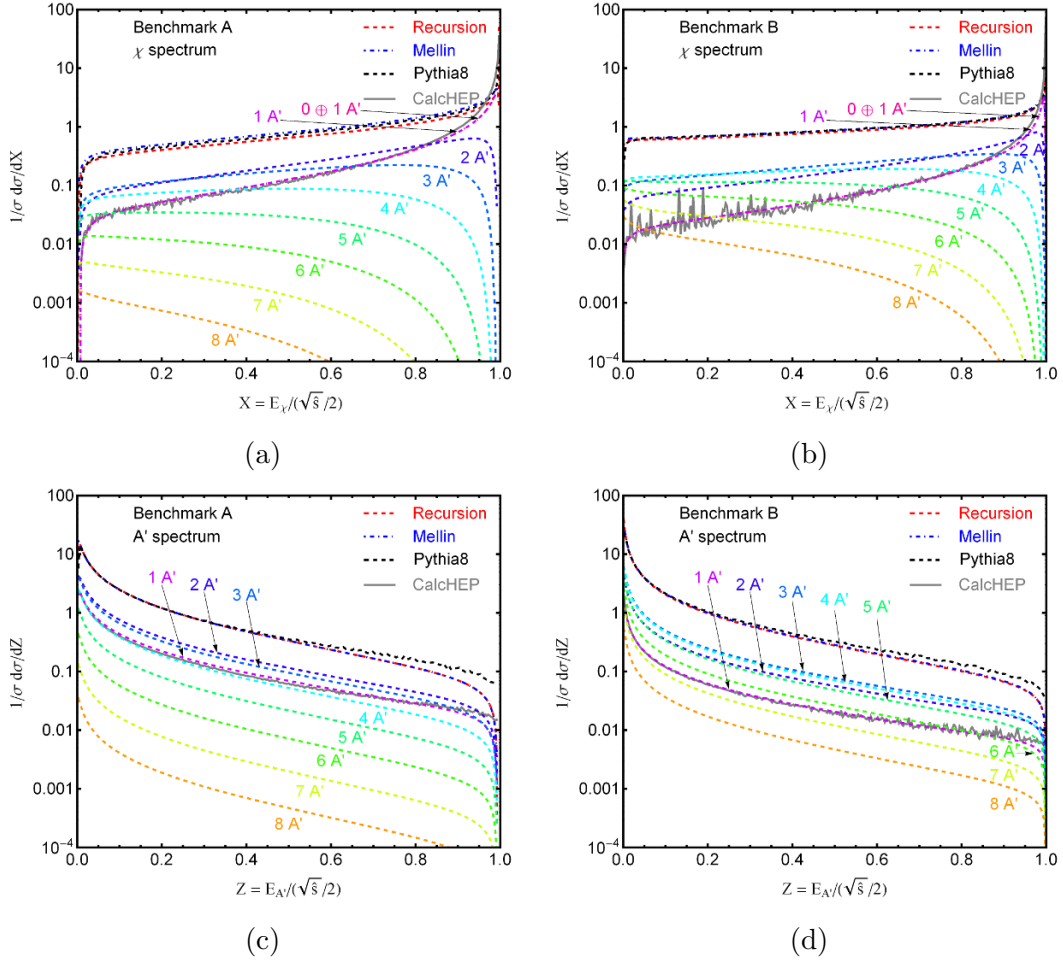 Benchmark A
χ spectrum
Recursion
Mellin
Pythia8
CalcHEP
0 ⊕ 1 A'
1 A'
2 A'
3 A'
4 A'
5 A'
6 A'
7 A'
8 A'
100
10
1
0.1
0.01
0.001
10⁻⁴
1/σ dσ/dX
0.0 0.2 0.4 0.6 0.8 1.0
X = E_χ/(√ŝ/2)
(a)
Benchmark B
χ spectrum
Recursion
Mellin
Pythia8
CalcHEP
1 A' 0 ⊕ 1 A'
2 A'
3 A'
4 A'
5 A'
6 A'
7 A'
8 A'
100
10
1
0.1
0.01
0.001
10⁻⁴
1/σ dσ/dX
0.0 0.2 0.4 0.6 0.8 1.0
X = E_χ/(√ŝ/2)
(b)
Benchmark A
A' spectrum
Recursion
Mellin
Pythia8
CalcHEP
1 A' 2 A' 3 A'
4 A'
5 A'
6 A'
7 A'
8 A'
100
10
1
0.1
0.01
0.001
10⁻⁴
1/σ dσ/dZ
0.0 0.2 0.4 0.6 0.8 1.0
Z = E_A'/(√ŝ/2)
(c)
Benchmark B
A' spectrum
Recursion
Mellin
Pythia8
CalcHEP
1 A' 2 A' 3 A' 4 A' 5 A'
6 A'
7 A'
8 A'
100
10
1
0.1
0.01
0.001
10⁻⁴
1/σ dσ/dZ
0.0 0.2 0.4 0.6 0.8 1.0
Z = E_A'/(√ŝ/2)
(d)